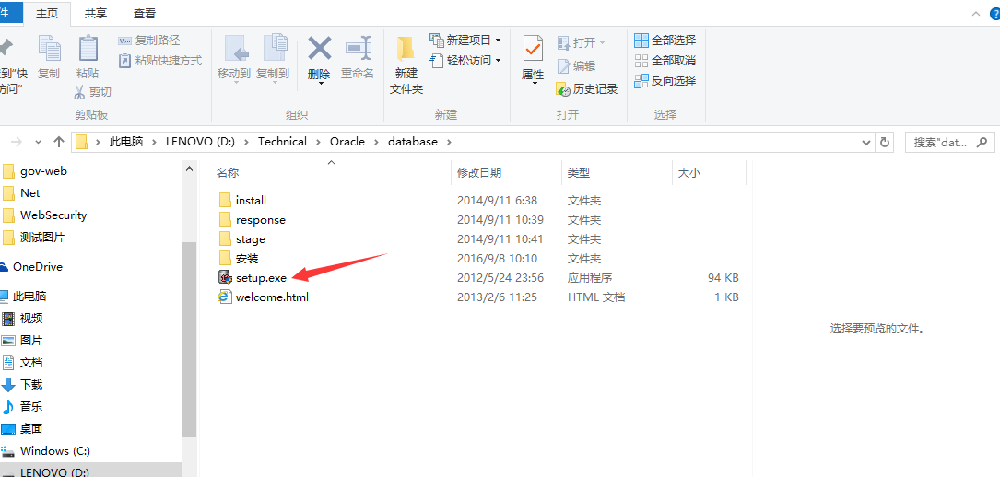 件 主页 共享 查看
到"快 复制 粘贴 复制路径 移动到 复制到 删除 重命名 新建 新建项目 属性 打开 全部选择
访问" 粘贴快捷方式 文件夹 轻松访问 编辑 全部取消
剪切 历史记录 反向选择
剪贴板 组织 新建 打开 选择
此电脑 LENOVO (D:) Technical Oracle database 搜索"dat...
gov-web
Net
WebSecurity
测试图片
OneDrive
此电脑
视频
图片
文档
下载
音乐
桌面
Windows (C:)
LENOVO (D:)
名称 修改日期 类型 大小
install 2014/9/11 6:38 文件夹
response 2014/9/11 10:39 文件夹
stage 2014/9/11 10:41 文件夹
安装 2016/9/8 10:10 文件夹
setup.exe 2012/5/24 23:56 应用程序 94 KB
welcome.html 2013/2/6 11:25 HTML 文档 1 KB
选择要预览的文件。